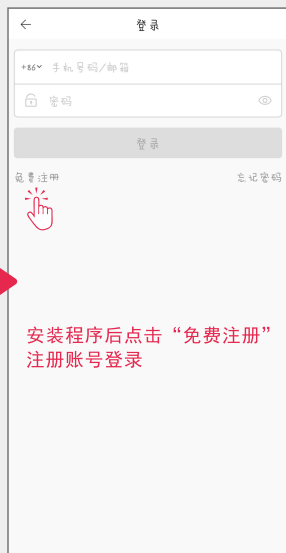 登录
+86 手机号码/邮箱
密码
登录
免费注册 忘记密码
安装程序后点击“免费注册”
注册账号登录